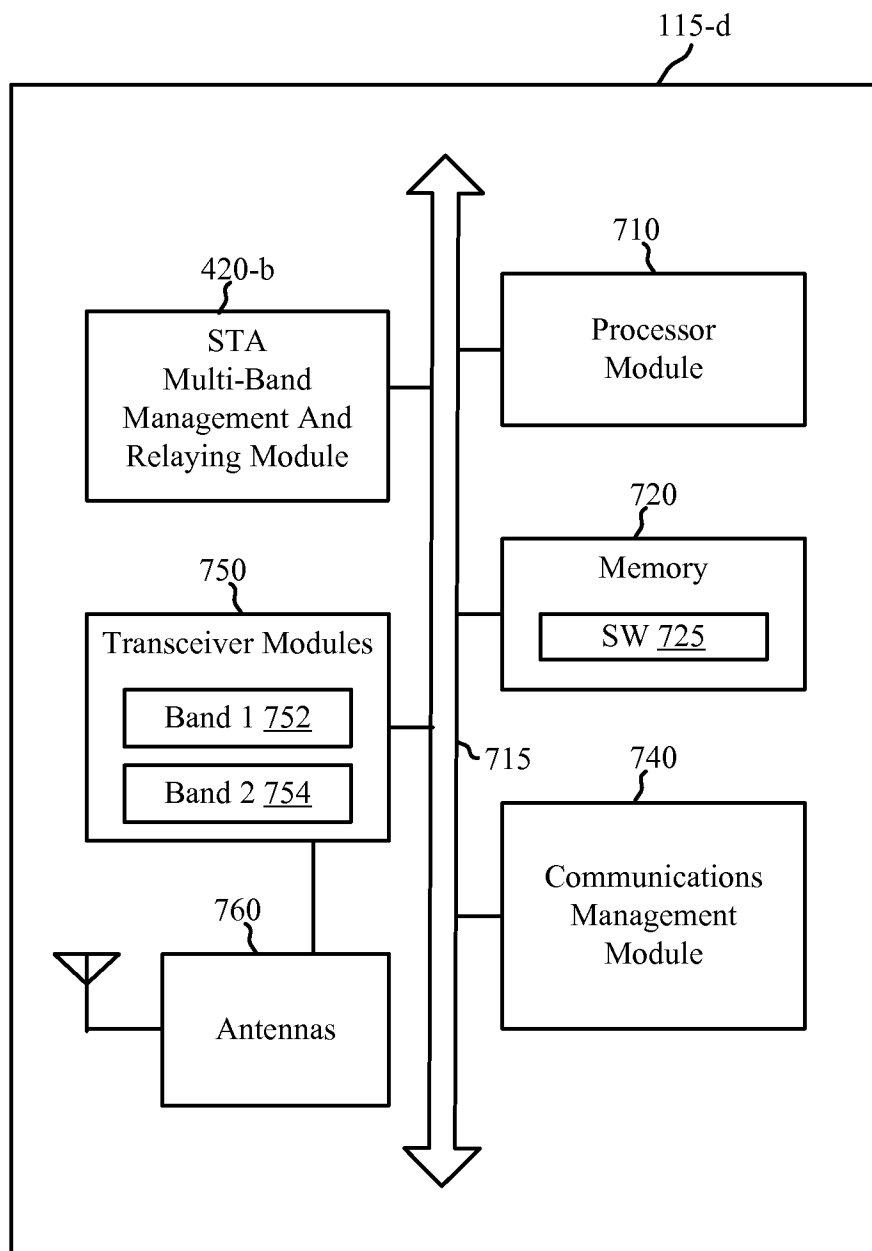 115-d
710
Processor
Module
420-b
STA
Multi-Band
Management And
Relaying Module
720
Memory
SW 725
750
Transceiver Modules
Band 1 752
Band 2 754
715
740
Communications
Management
Module
760
Antennas